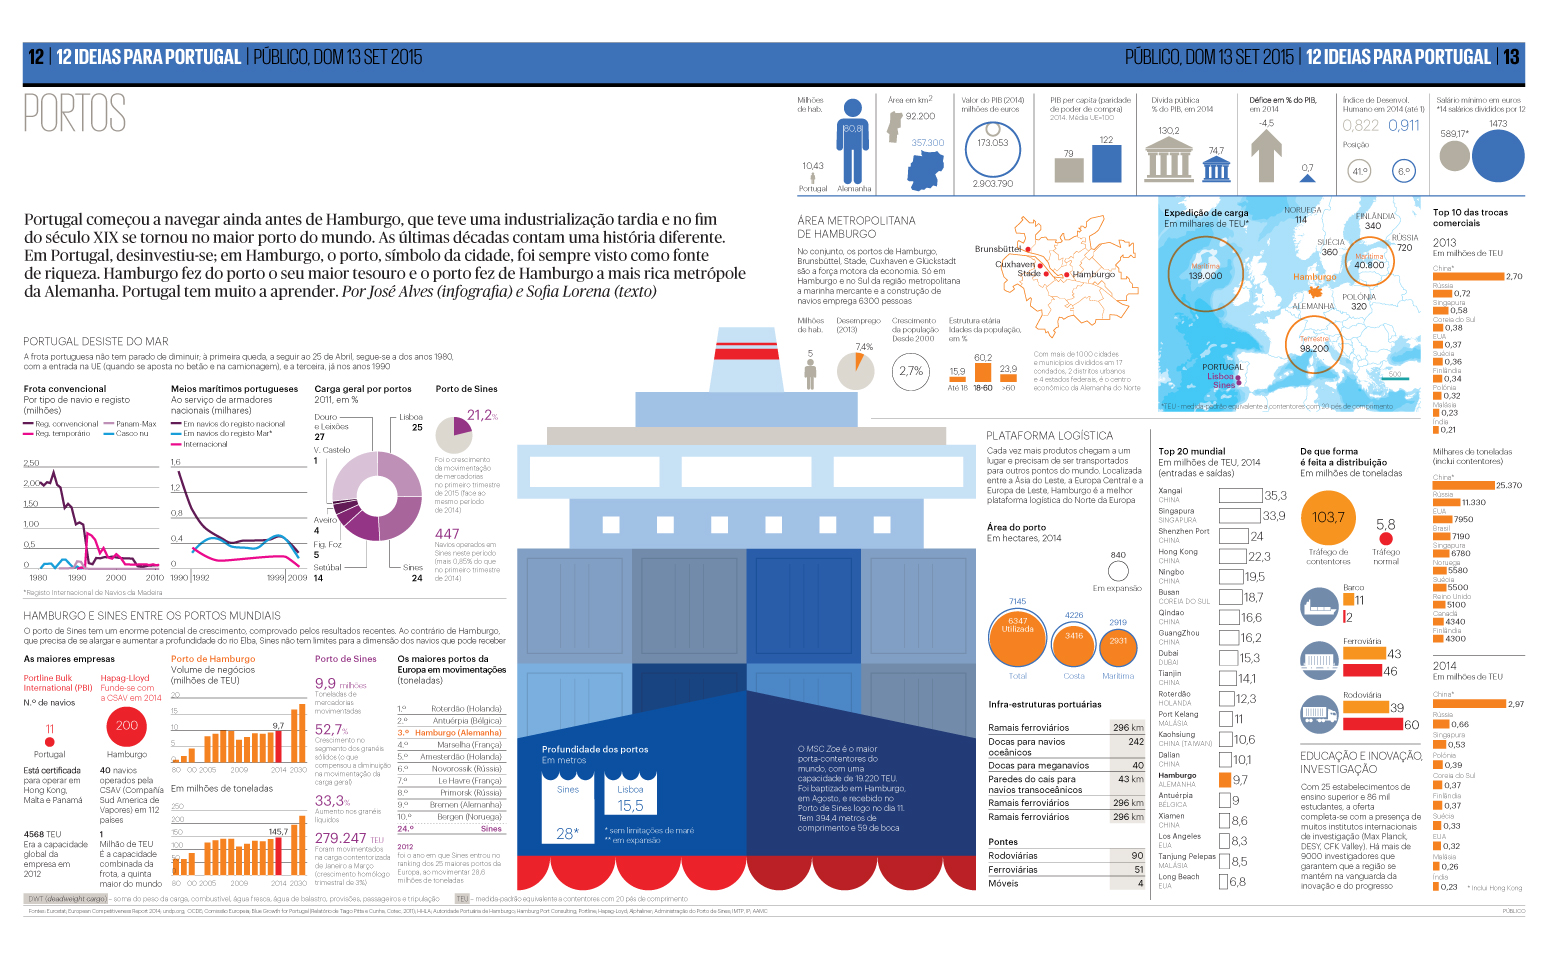 12 | 12 IDEIAS PARA PORTUGAL | PÚBLICO, DOM 13 SET 2015
PÚBLICO, DOM 13 SET 2015 | 12 IDEIAS PARA PORTUGAL | 13
PORTOS
Portugal começou a navegar ainda antes de Hamburgo, que teve uma industrialização tardia e no fim
do século XIX se tornou no maior porto do mundo. As últimas décadas contam uma história diferente.
Em Portugal, desinvestiu-se; em Hamburgo, o porto, símbolo da cidade, foi sempre visto como fonte
de riqueza. Hamburgo fez do porto o seu maior tesouro e o porto fez de Hamburgo a mais rica metrópole
da Alemanha. Portugal tem muito a aprender. Por José Alves (infografia) e Sofia Lorena (texto)
Milhões
de hab.
80,8
10,43
Portugal
Alemanha
Área em km2
92.200
357.300
Valor do PIB (2014)
milhões de euros
173.053
2.903.790
PIB per capita (paridade
de poder de compra)
2014. Média UE=100
79
122
Dívida pública
% do PIB, em 2014
130,2
74,7
Défice em % do PIB,
em 2014
-4,5
0,7
Índice de Desenvol.
Humano em 2014 (até 1)
0,822 0,911
Posição
41.º
6.º
Salário mínimo em euros
*14 salários divididos por 12
589,17*
1473
PORTUGAL DESISTE DO MAR
A frota portuguesa não tem parado de diminuir; à primeira queda, a seguir ao 25 de Abril, segue-se a dos anos 1980,
com a entrada na UE (quando se aposta no betão e na camionagem), e a terceira, já nos anos 1990
Frota convencional
Por tipo de navio e registo
(milhões)
Reg. convencional
Panam-Max
Reg. temporário
Casco nu
2,50
2,00
1,50
1,00
0,5
0
1980
1990
2000
2010
*Registo Internacional de Navios da Madeira
Meios marítimos portugueses
Ao serviço de armadores
nacionais (milhares)
Em navios do registo nacional
Em navios do registo Mar*
Internacional
1,6
1,2
0,8
0,4
0
1990
1992
1999
2009
Carga geral por portos
2011, em %
Douro
e Leixões
27
Lisboa
25
V. Castelo
1
Aveiro
4
Fig. Foz
5
Setúbal
14
Sines
24
Porto de Sines
21,2%
Foi o crescimento
da movimentação
de mercadorias
no primeiro trimestre
de 2015 (face ao
mesmo período
de 2014)
447
Navios operados em
Sines neste período
(mais 0,85% do que
no primeiro trimestre
de 2014)
HAMBURGO E SINES ENTRE OS PORTOS MUNDIAIS
O porto de Sines tem um enorme potencial de crescimento, comprovado pelos resultados recentes. Ao contrário de Hamburgo,
que precisa de se alargar e aumentar a profundidade do rio Elba, Sines não tem limites para a dimensão dos navios que pode receber
As maiores empresas
Portline Bulk
International (PBI)
N.º de navios
11
Portugal
Está certificada
para operar em
Hong Kong,
Malta e Panamá
4568 TEU
Era a capacidade
global da
empresa em
2012
Hapag-Lloyd
Funde-se com
a CSAV em 2014
200
Hamburgo
40 navios
operados pela
CSAV (Compañía
Sud America de
Vapores) em 112
países
1
Milhão de TEU
É a capacidade
combinada da
frota, a quinta
maior do mundo
Porto de Hamburgo
Volume de negócios
(milhões de TEU)
20
15
10
5
0
9,7
80 00 2005 2009 2014 2030
Em milhões de toneladas
250
200
150
100
50
0
145,7
80 00 2005 2009 2014 2030
Porto de Sines
9,9 milhões
Toneladas de
mercadorias
movimentadas
52,7%
Crescimento no
segmento dos granéis
sólidos (o que
compensou a diminuição
na movimentação da
carga geral)
33,3%
Aumento nos granéis
líquidos
279.247 TEU
Foram movimentados
na carga contentorizada
de Janeiro a Março
(crescimento homólogo
trimestral de 3%)
Os maiores portos da
Europa em movimentações
(toneladas)
1.º Roterdão (Holanda)
2.º Antuérpia (Bélgica)
3.º Hamburgo (Alemanha)
4.º Marselha (França)
5.º Amesterdão (Holanda)
6.º Novorossik (Rússia)
7.º Le Havre (França)
8.º Primorsk (Rússia)
9.º Bremen (Alemanha)
10.º Bergen (Noruega)
24.º Sines
2012
foi o ano em que Sines entrou no
ranking dos 25 maiores portos da
Europa, ao movimentar 28,6
milhões de toneladas
Profundidade dos portos
Em metros
Sines
28*
Lisboa
15,5
* sem limitações de maré
** em expansão
O MSC Zoe é o maior
porta-contentores do
mundo, com uma
capacidade de 19.220 TEU.
Foi baptizado em Hamburgo,
em Agosto, e recebido no
Porto de Sines logo no dia 11.
Tem 394,4 metros de
comprimento e 59 de boca
ÁREA METROPOLITANA
DE HAMBURGO
No conjunto, os portos de Hamburgo,
Brunsbüttel, Stade, Cuxhaven e Glückstadt
são a força motora da economia. Só em
Hamburgo e no Sul da região metropolitana
a marinha mercante e a construção de
navios emprega 6300 pessoas
Brunsbüttel
Cuxhaven
Stade
Hamburgo
Milhões
de hab.
5
Desemprego
(2013)
7,4%
Crescimento
da população
Desde 2000
2,7%
Estrutura etária
Idades da população,
em %
15,9
60,2
23,9
Até 18
18-60
>60
Com mais de 1000 cidades
e municípios divididos em 17
condados, 2 distritos urbanos
e 4 estados federais, é o centro
económico da Alemanha do Norte
Expedição de carga
Em milhares de TEU*
NORUEGA
114
FINLÂNDIA
340
SUÉCIA
360
RÚSSIA
720
Marítima
139.000
Marítima
40.800
Hamburgo
ALEMANHA
POLÓNIA
320
Terrestre
98.200
PORTUGAL
Lisboa
Sines
500
*TEU - medida-padrão equivalente a contentores com 20 pés de comprimento
Top 10 das trocas
comerciais
2013
Em milhões de TEU
China*
2,70
Rússia
0,72
Singapura
0,58
Coreia do Sul
0,38
EUA
0,37
Suécia
0,36
Finlândia
0,34
Polónia
0,32
Malásia
0,23
Índia
0,21
Milhares de toneladas
(inclui contentores)
China*
25.370
Rússia
11.330
EUA
7950
Brasil
7190
Singapura
6780
Noruega
5580
Suécia
5500
Reino Unido
5100
Canadá
4340
Finlândia
4300
2014
Em milhões de TEU
China*
2,97
Rússia
0,66
Singapura
0,53
Polónia
0,39
Coreia do Sul
0,37
Finlândia
0,37
Suécia
0,33
EUA
0,32
Malásia
0,26
Índia
0,23
* Inclui Hong Kong
PLATAFORMA LOGÍSTICA
Cada vez mais produtos chegam a um
lugar e precisam de ser transportados
para outros pontos do mundo. Localizada
entre a Ásia do Leste, a Europa Central e a
Europa de Leste, Hamburgo é a melhor
plataforma logística do Norte da Europa
Área do porto
Em hectares, 2014
840
Em expansão
7145
6347
Utilizada
Total
4226
3416
Costa
2919
2931
Marítima
Infra-estruturas portuárias
Ramais ferroviários 296 km
Docas para navios
oceânicos 242
Docas para meganavios 40
Paredes do cais para
navios transoceânicos 43 km
Ramais ferroviários 296 km
Ramais ferroviários 296 km
Pontes
Rodoviárias 90
Ferroviárias 51
Móveis 4
Top 20 mundial
Em milhões de TEU, 2014
(entradas e saídas)
Xangai
CHINA
35,3
Singapura
SINGAPURA
33,9
Shenzhen Port
CHINA
24
Hong Kong
CHINA
22,3
Ningbo
CHINA
19,5
Busan
COREIA DO SUL
18,7
Qindao
CHINA
16,6
GuangZhou
CHINA
16,2
Dubai
DUBAI
15,3
Tianjin
CHINA
14,1
Roterdão
HOLANDA
12,3
Port Kelang
MALÁSIA
11
Kaohsiung
CHINA (TAIWAN)
10,6
Dalian
CHINA
10,1
Hamburgo
ALEMANHA
9,7
Antuérpia
BÉLGICA
9
Xiamen
CHINA
8,6
Los Angeles
EUA
8,3
Tanjung Pelepas
MALÁSIA
8,5
Long Beach
EUA
6,8
De que forma
é feita a distribuição
Em milhões de toneladas
103,7
Tráfego de
contentores
5,8
Tráfego
normal
Barco
11
2
Ferroviária
43
46
Rodoviária
39
60
EDUCAÇÃO E INOVAÇÃO,
INVESTIGAÇÃO
Com 25 estabelecimentos de
ensino superior e 86 mil
estudantes, a oferta
completa-se com a presença de
muitos institutos internacionais
de investigação (Max Planck,
DESY, CFK Valley). Há mais de
9000 investigadores que
garantem que a região se
mantém na vanguarda da
inovação e do progresso
DWT (deadweight cargo) – soma do peso da carga, combustível, água fresca, água de balastro, provisões, passageiros e tripulação
TEU – medida-padrão equivalente a contentores com 20 pés de comprimento
Fontes: Eurostat; European Competitiveness Report 2014, undp.org, OCDE, Comissão Europeia; Blue Growth for Portugal (Relatório de Tiago Pitta e Cunha, Cotec, 2011), HHLA, Autoridade Portuária de Hamburgo; Hamburg Port Consulting; Portline; Hapag-Lloyd; Alphaliner; Administração do Porto de Sines; IMTP, IP; AAMC
PÚBLICO